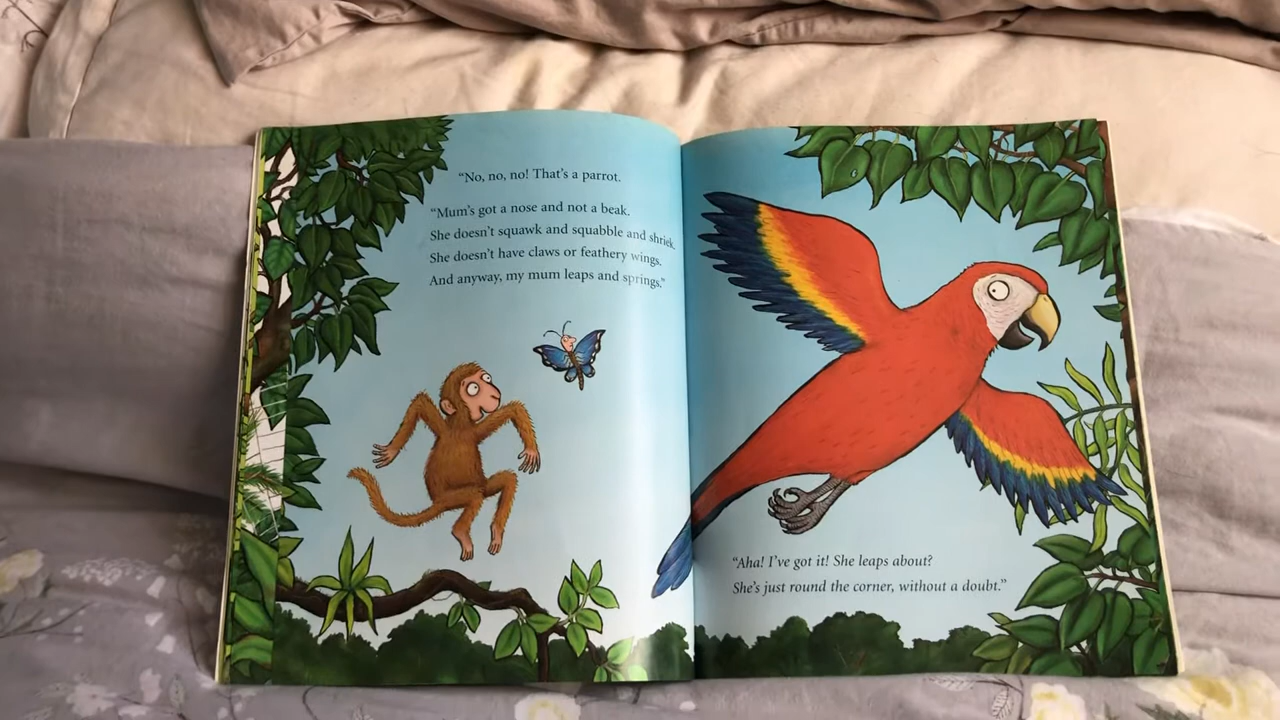 “No, no, no! That’s a parrot.
“Mum’s got a nose and not a beak.
She doesn’t squawk and squabble and shriek.
She doesn’t have claws or feathery wings.
And anyway, my mum leaps and springs.”
“Aha! I’ve got it! She leaps about?
She’s just round the corner, without a doubt.”